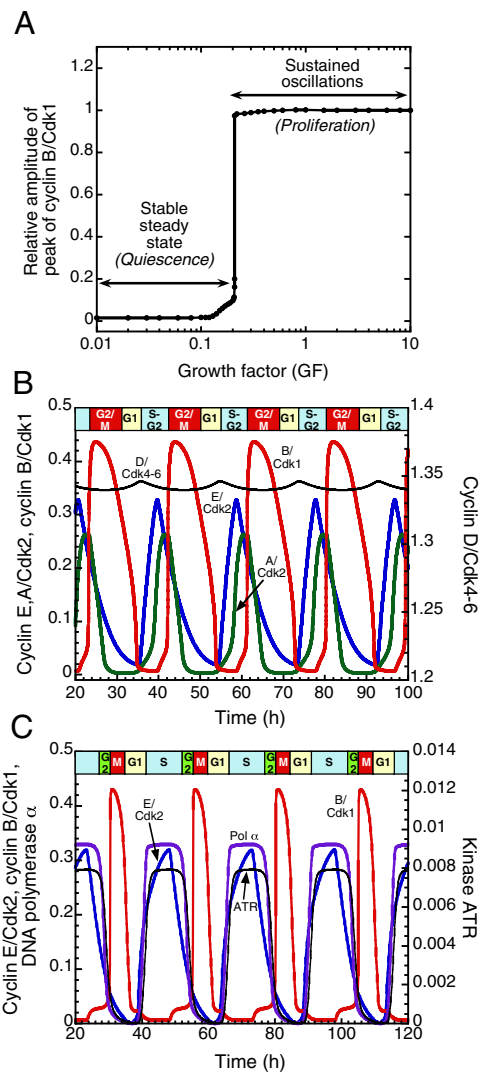 A
Relative amplitude of
peak of cyclin B/Cdk1
1.2
1
0.8
0.6
0.4
0.2
0
Sustained
oscillations
(Proliferation)
Stable
steady
state
(Quiescence)
0.01 0.1 1 10
Growth factor (GF)
B
Cyclin E,A/Cdk2, cyclin B/Cdk1
0.5
0.4
0.3
0.2
0.1
0
G2/
M
G1
S-
G2
G2/
M
G1
S-
G2
G2/
M
G1
S-
G2
G2/
M
G1
S-
G2
D/
Cdk4-6
E/
Cdk2
B/
Cdk1
A/
Cdk2
1.4
1.35
1.3
1.25
1.2
Cyclin D/Cdk4-6
20 30 40 50 60 70 80 90 100
Time (h)
C
Cyclin E/Cdk2, cyclin B/Cdk1,
DNA polymerase α
0.5
0.4
0.3
0.2
0.1
0
G
2
M
G1
S
G
2
M
G1
S
G
2
M
G1
S
G
2
M
G1
E/
Cdk2
Pol α
ATR
B/
Cdk1
0.014
0.012
0.01
0.008
0.006
0.004
0.002
0
Kinase ATR
20 40 60 80 100 120
Time (h)